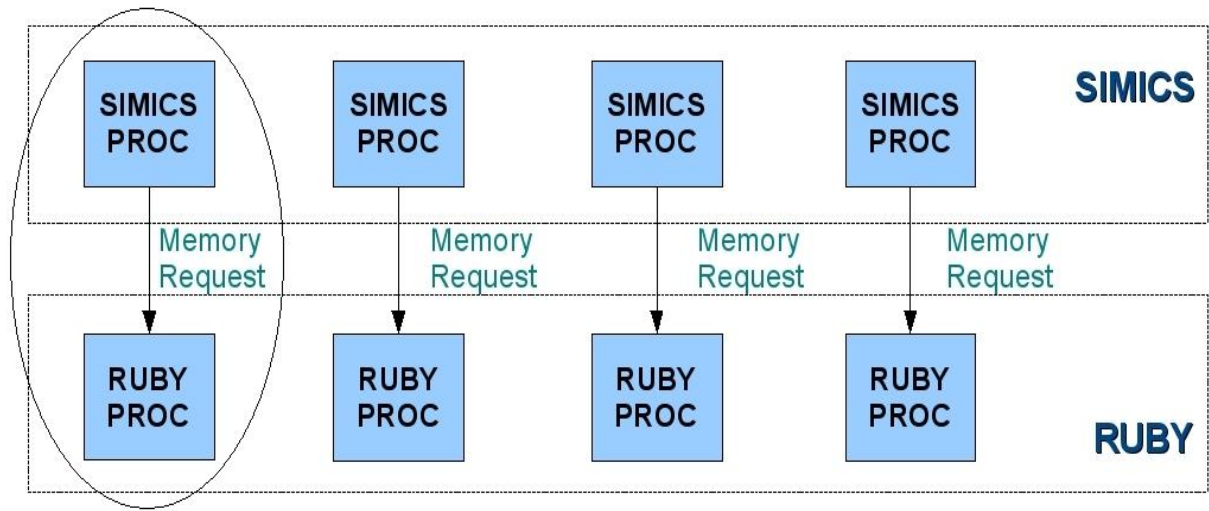 SIMICS
PROC
SIMICS
PROC
SIMICS
PROC
SIMICS
PROC
SIMICS
Memory
Request
Memory
Request
Memory
Request
Memory
Request
RUBY
PROC
RUBY
PROC
RUBY
PROC
RUBY
PROC
RUBY